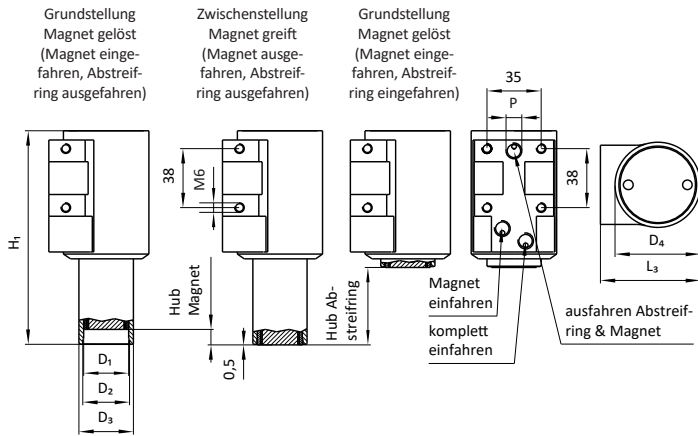 Grundstellung
Magnet gelöst
(Magnet einge-
fahren, Abstreif-
ring ausgefahren)
Zwischenstellung
Magnet greift
(Magnet ausge-
fahren, Abstreif-
ring ausgefahren)
Grundstellung
Magnet gelöst
(Magnet einge-
fahren, Abstreif-
ring eingefahren)
35
P
38
M6
38
H₁
D₄
L₃
Hub
Magnet
Hub Ab-
streifring
Magnet
einfahren
komplett
einfahren
ausfahren Abstreif-
ring & Magnet
0,5
D₁
D₂
D₃